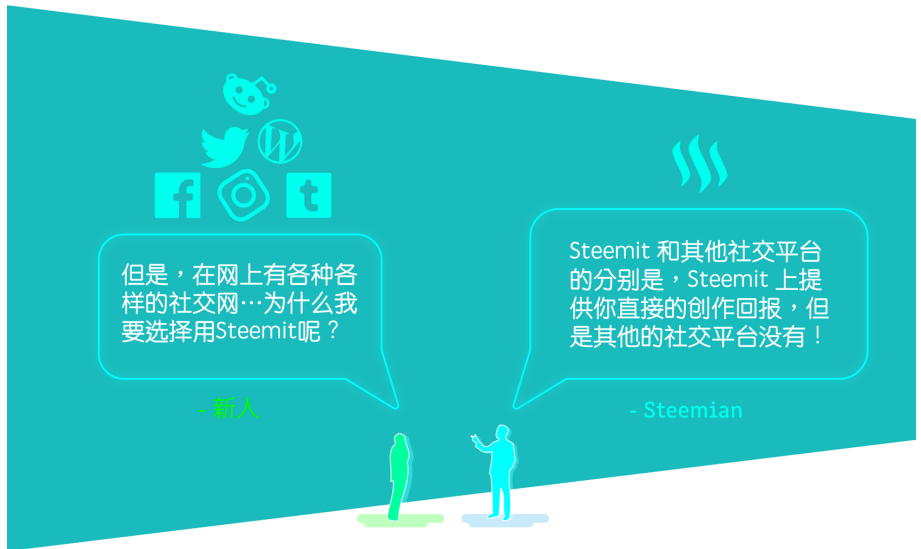 但是，在网上有各种各
样的社交网…为什么我
要选择用Steemit呢？
- 新人
Steemit 和其他社交平台
的分别是，Steemit 上提
供你直接的创作回报，但
是其他的社交平台没有！
- Steemian